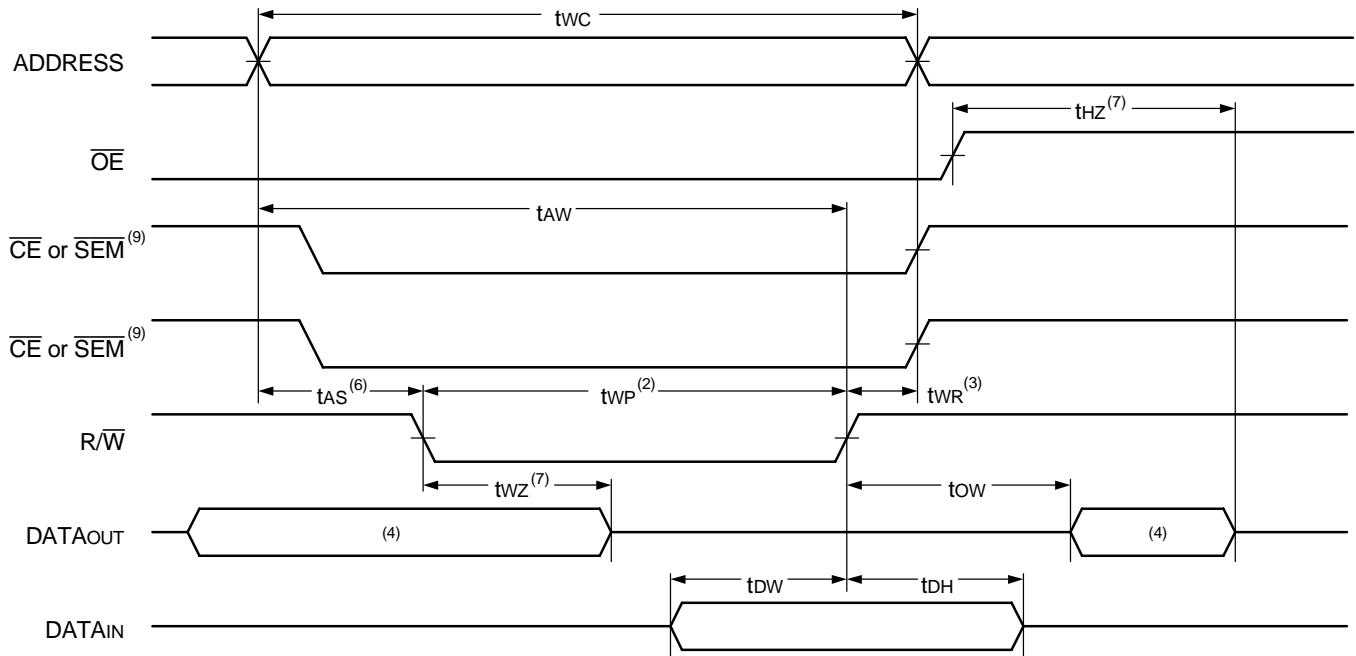 tWC
ADDRESS
tHZ(7)
OE
tAW
CE or SEM(9)
CE or SEM(9)
tAS(6) tWP(2) tWR(3)
R/W
tWZ(7) tOW
DATAOUT (4) (4)
tDW tDH
DATAIN